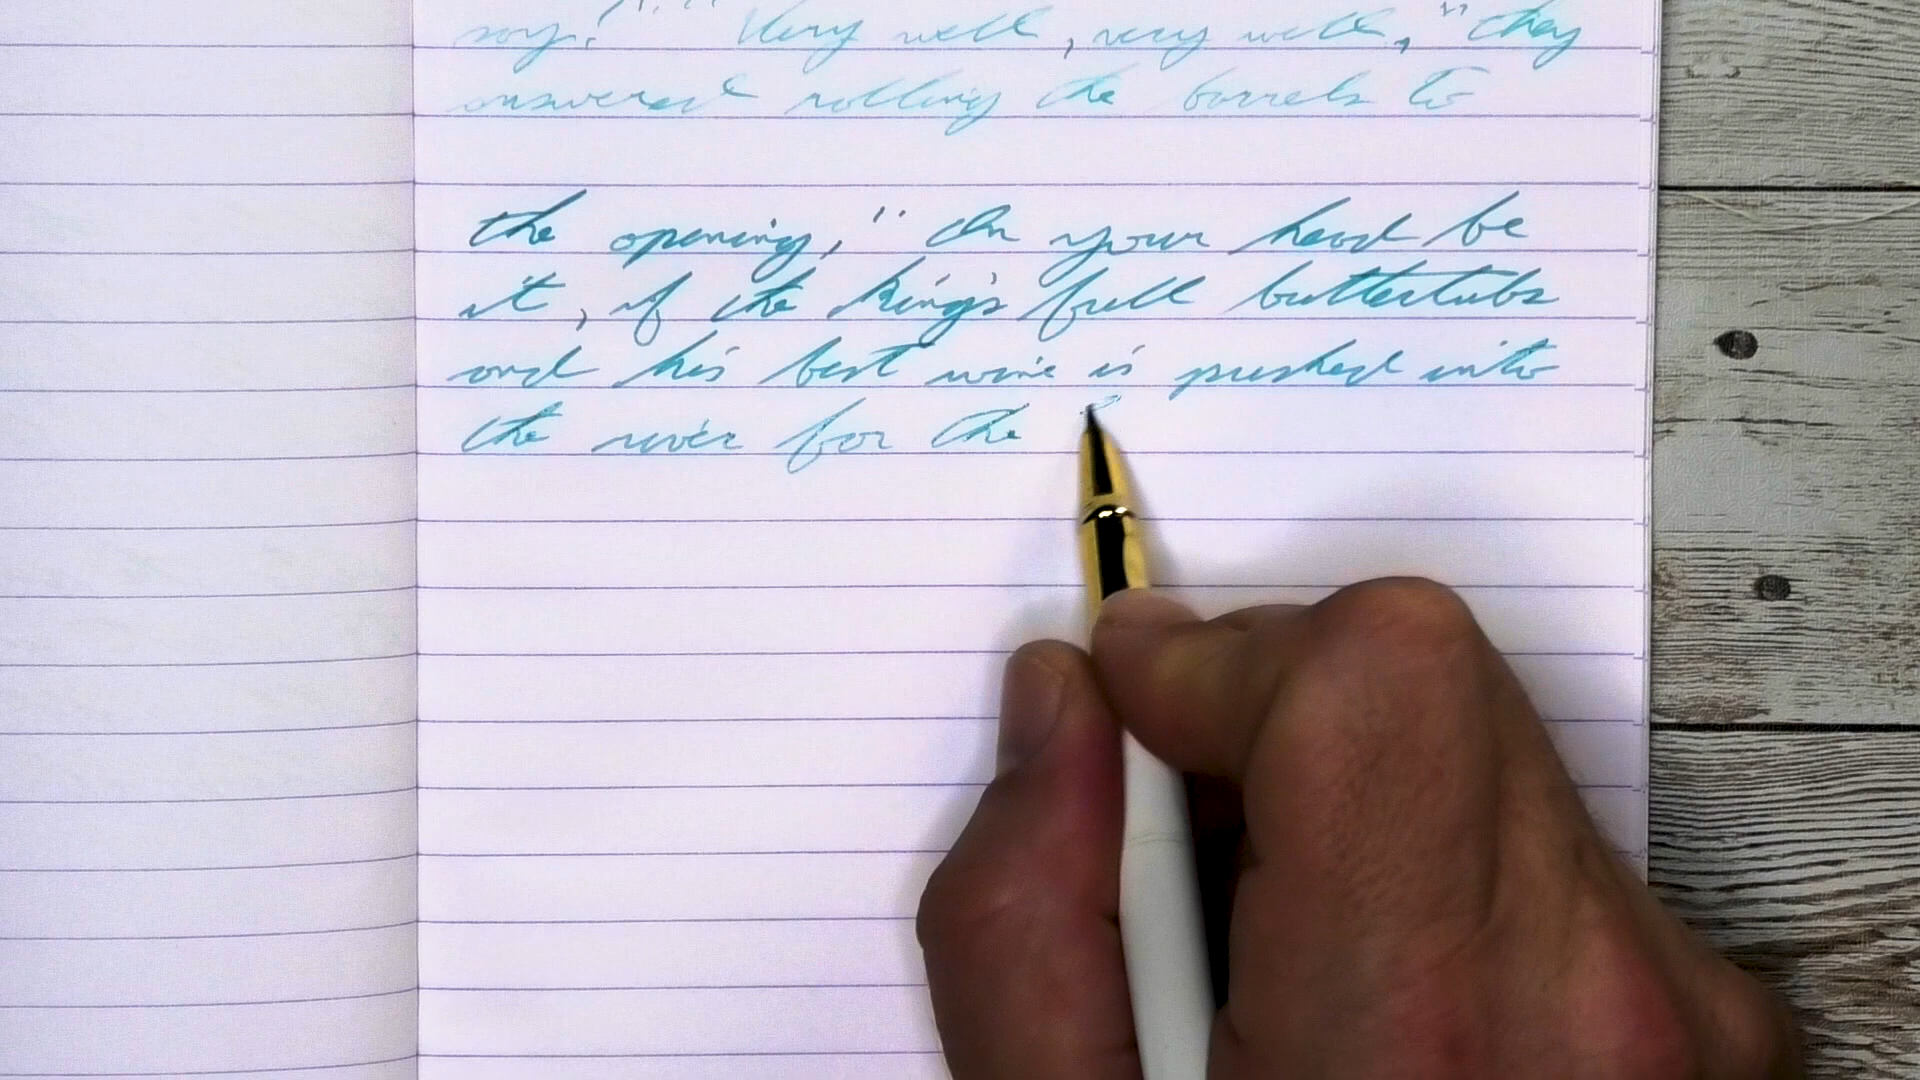 say!" "Very well, very well," they
answered rolling the barrels to
the opening, "On your head be
it, if the King's full buttertubs
and his best wine is pushed into
the river for the